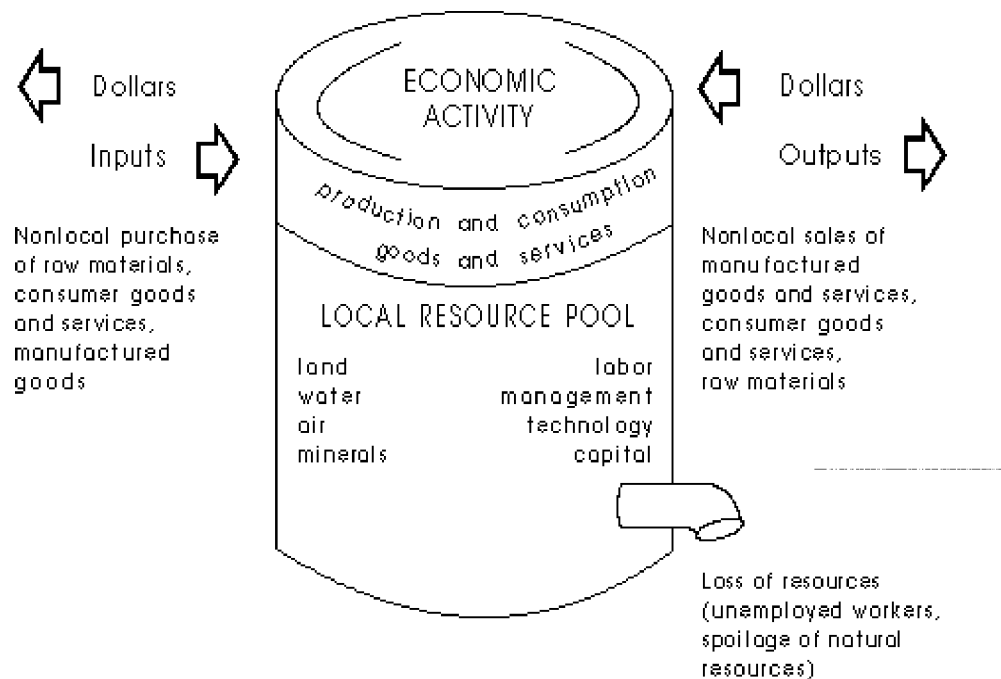 Dollars
Inputs
Nonlocal purchase
of raw materials,
consumer goods
and services,
manufactured
goods
ECONOMIC
ACTIVITY
production and consumption
goods and services
LOCAL RESOURCE POOL
land labor
water management
air technology
minerals capital
Dollars
Outputs
Nonlocal sales of
manufactured
goods and services,
consumer goods
and services,
raw materials
Loss of resources
(unemployed workers,
spoilage of natural
resources)